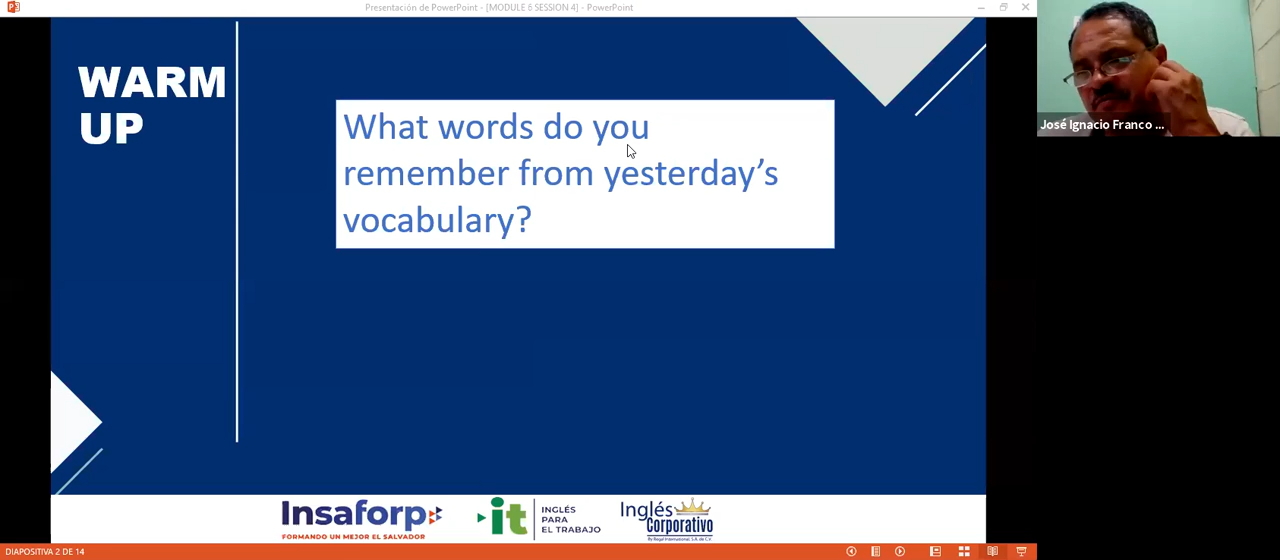 Presentación de PowerPoint - [MODULE 6 SESSION 4] - PowerPoint
WARM
UP
What words do you
remember from yesterday's
vocabulary?
José Ignacio Franco ...
Insaforp
FORMANDO UN MEJOR EL SALVADOR
it
INGLÉS
PARA
EL TRABAJO
Inglés
Corporativo
By Regal International, S.A. de C.V.
DIAPOSITIVA 2 DE 14